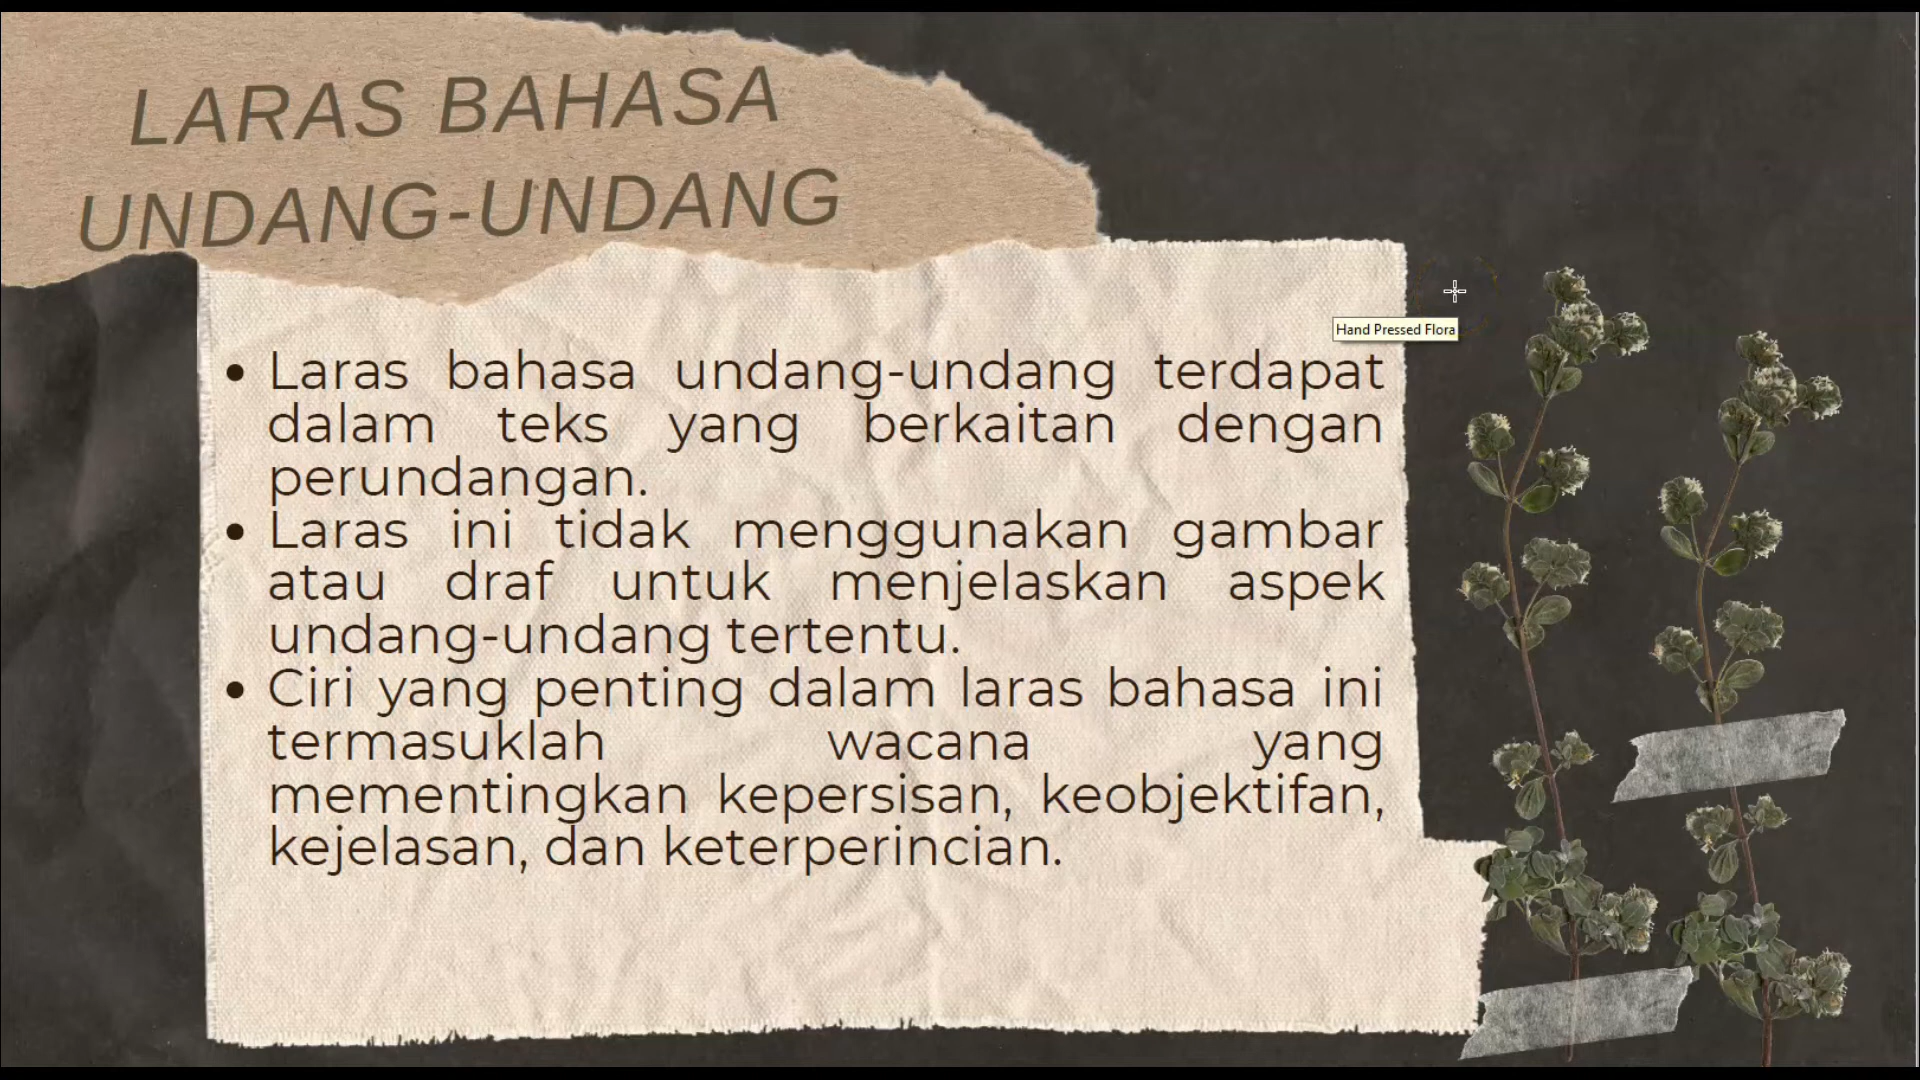 LARAS BAHASA
UNDANG-UNDANG
Hand Pressed Flora
• Laras bahasa undang-undang terdapat
dalam teks yang berkaitan dengan
perundangan.
• Laras ini tidak menggunakan gambar
atau draf untuk menjelaskan aspek
undang-undang tertentu.
• Ciri yang penting dalam laras bahasa ini
termasuklah wacana yang
mementingkan kepersisan, keobjektifan,
kejelasan, dan keterperincian.